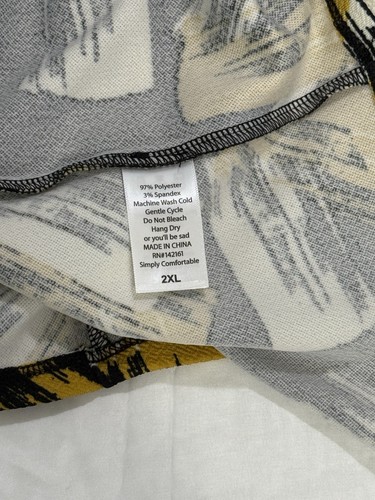 97% Polyester
3% Spandex
Machine Wash Cold
Gentle Cycle
Do Not Bleach
Hang Dry
or you'll be sad
MADE IN CHINA
RN#142161
Simply Comfortable
2XL